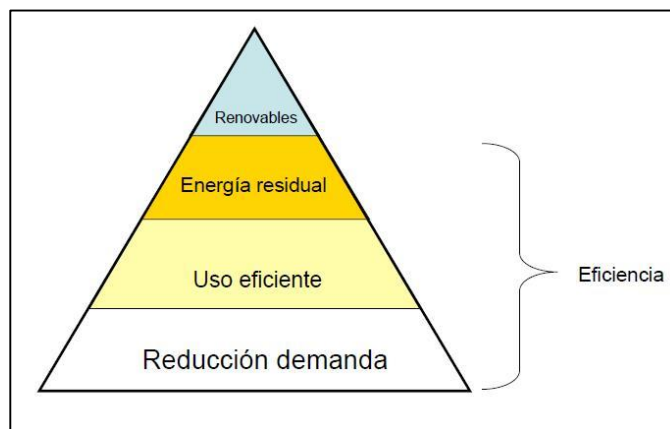 Renovables
Energía residual
Uso eficiente
Eficiencia
Reducción demanda